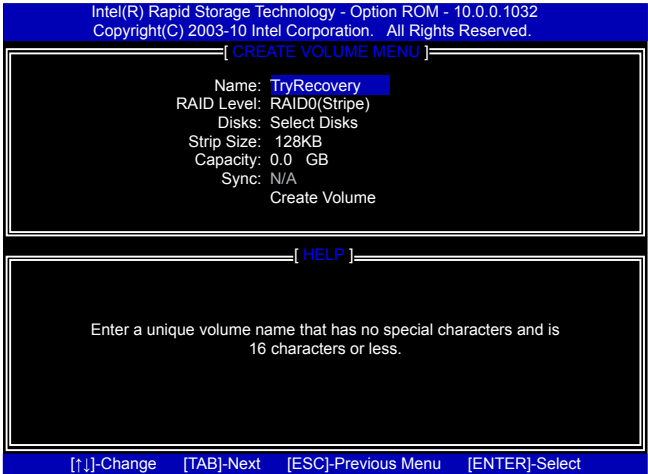 Intel(R) Rapid Storage Technology - Option ROM - 10.0.0.1032
Copyright(C) 2003-10 Intel Corporation. All Rights Reserved.
[ CREATE VOLUME MENU ]
Name: TryRecovery
RAID Level: RAID0(Stripe)
Disks: Select Disks
Strip Size: 128KB
Capacity: 0.0 GB
Sync: N/A
Create Volume
[ HELP ]
Enter a unique volume name that has no special characters and is
16 characters or less.
[↑↓]-Change [TAB]-Next [ESC]-Previous Menu [ENTER]-Select